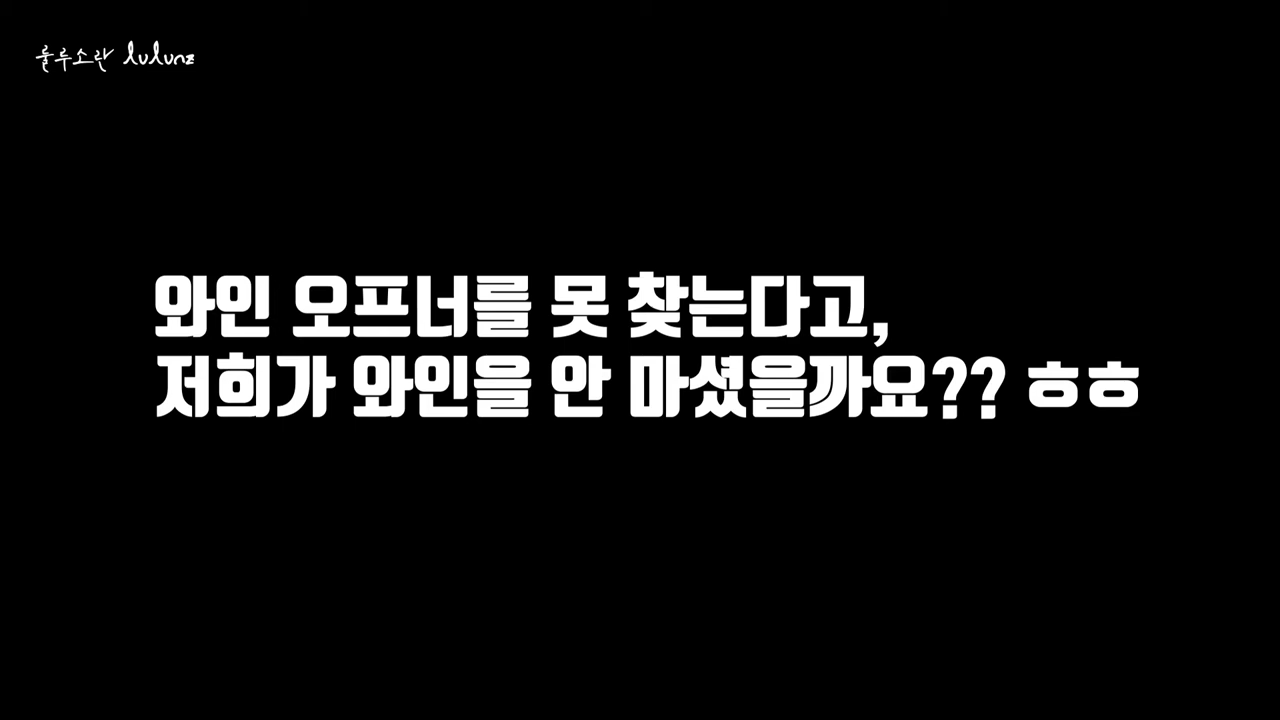 룰루소란 lulunz
와인 오프너를 못 찾는다고,
저희가 와인을 안 마셨을까요?? ㅎㅎ